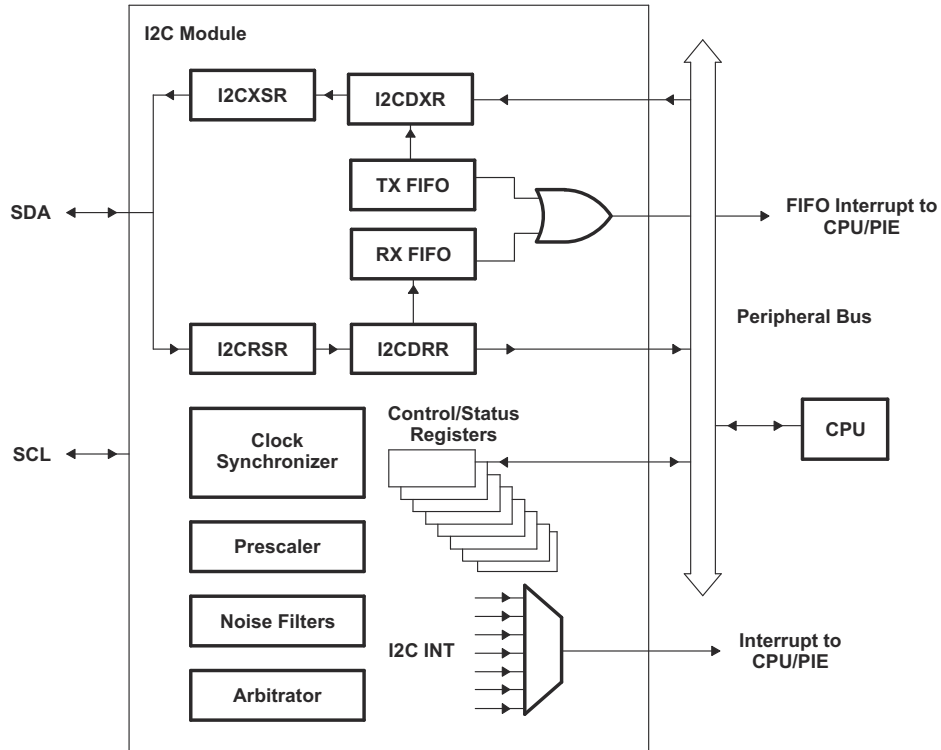 I2C Module
I2CXSR
I2CDXR
TX FIFO
SDA
FIFO Interrupt to
CPU/PIE
RX FIFO
Peripheral Bus
I2CRSR
I2CDRR
Control/Status
Registers
Clock
Synchronizer
SCL
CPU
Prescaler
Noise Filters
I2C INT
Interrupt to
CPU/PIE
Arbitrator